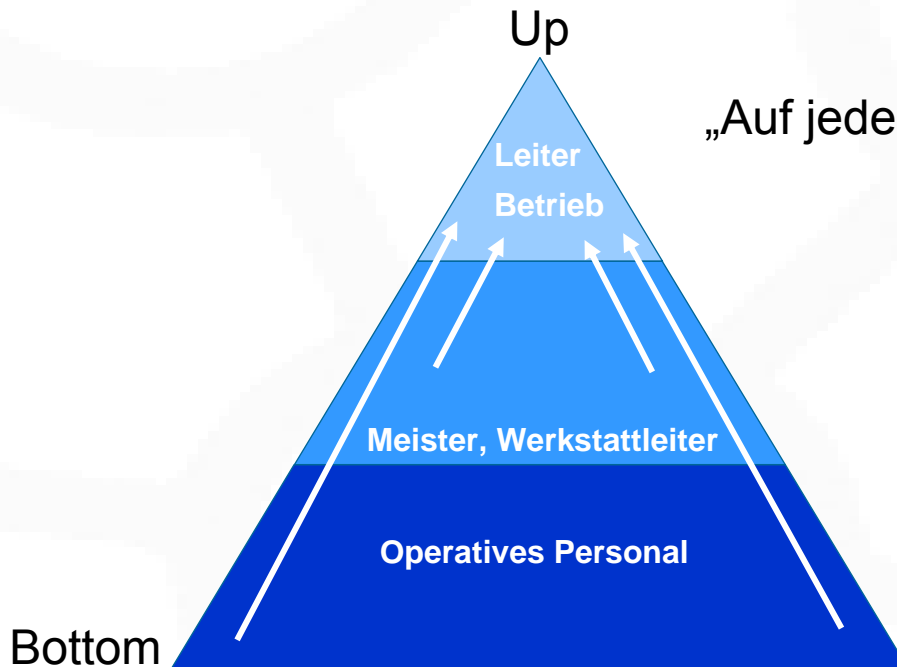 Up
„Auf jede
Leiter
Betrieb
Meister, Werkstattleiter
Operatives Personal
Bottom